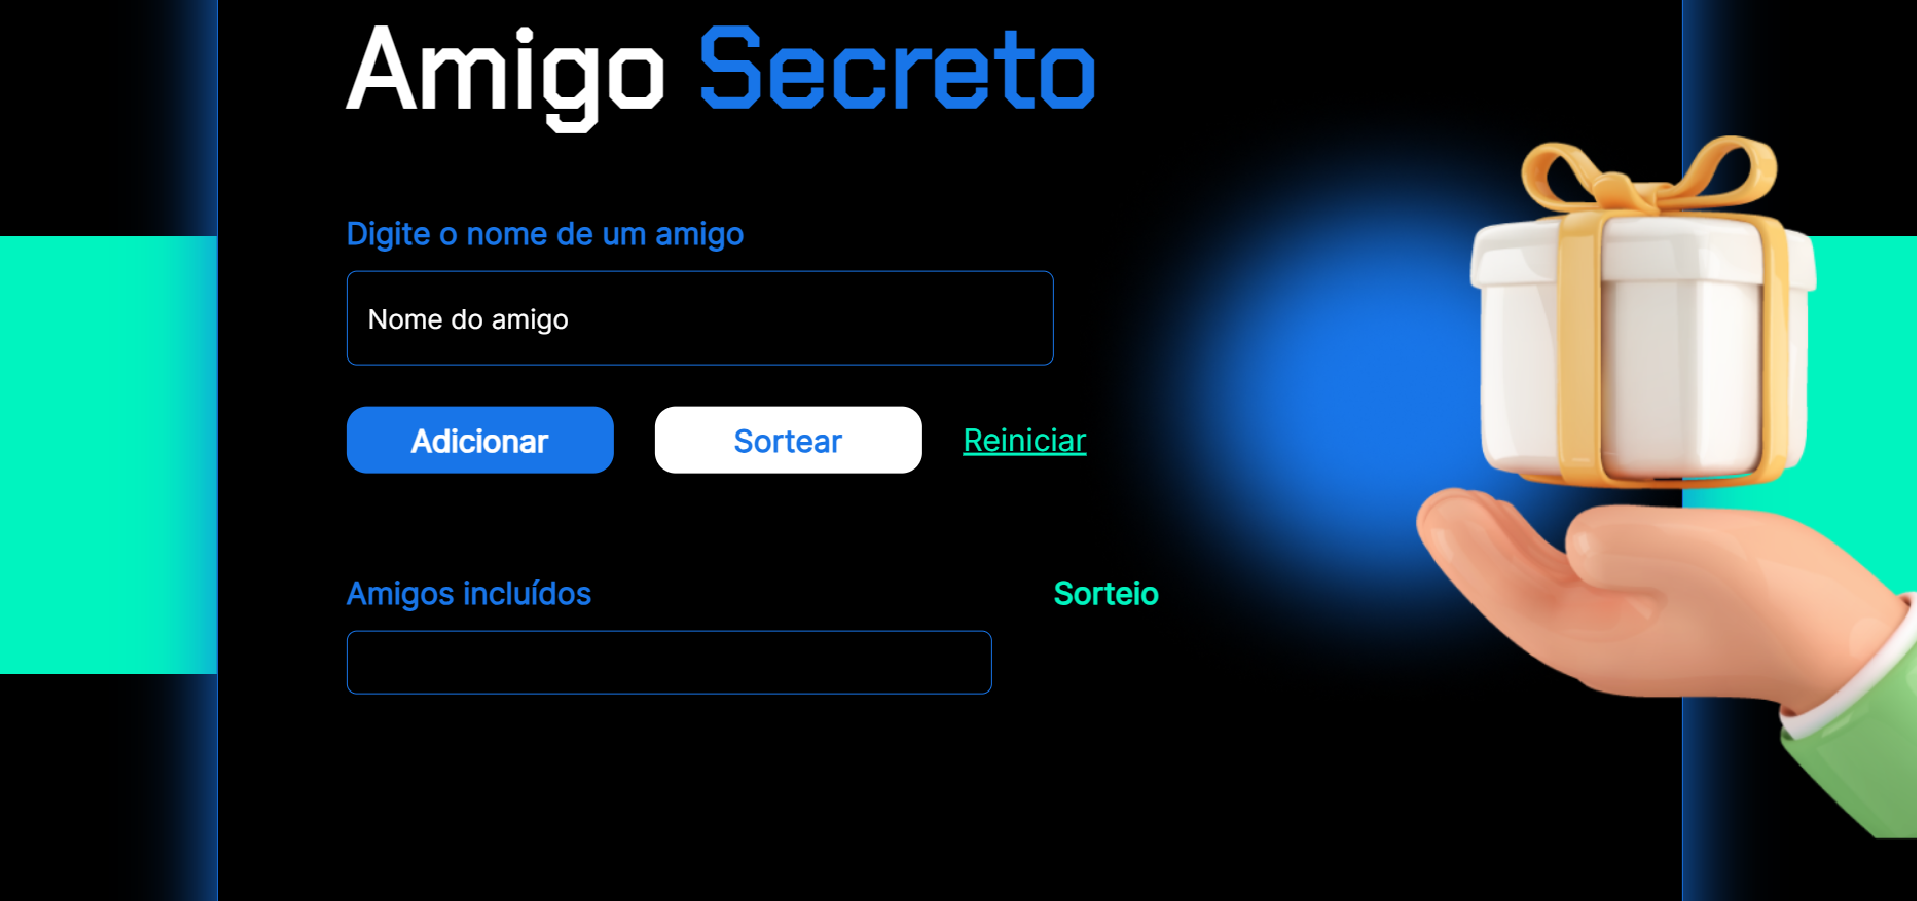 Amigo Secreto
Digite o nome de um amigo
Nome do amigo
Adicionar
Sortear
Reiniciar
Amigos incluídos
Sorteio